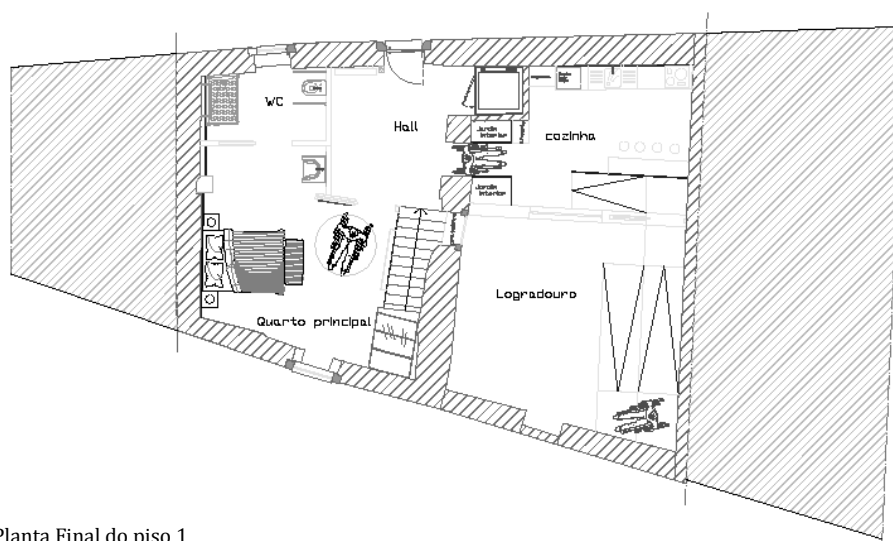 WC
Hall
Jardim
interior
cozinha
Jardim
interior
Logradouro
Quarto principal
Planta Final do piso 1